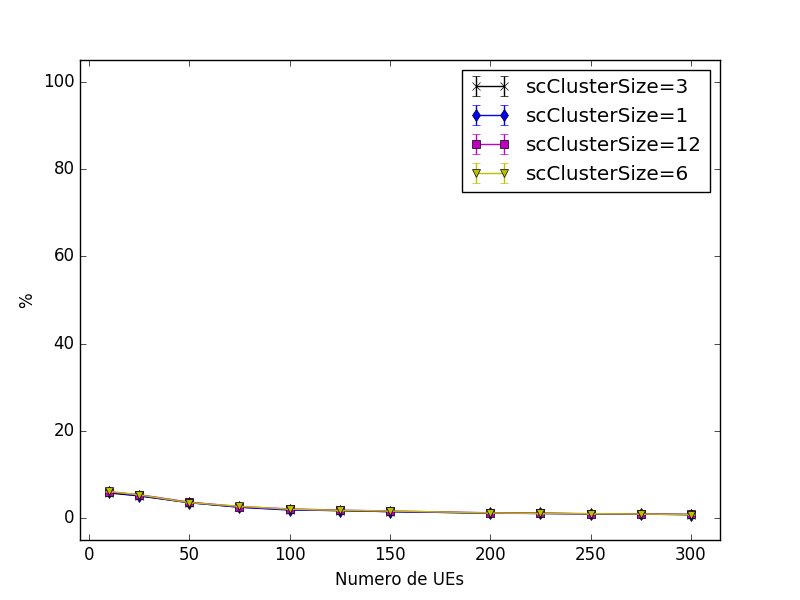 scClusterSize=3
scClusterSize=1
scClusterSize=12
scClusterSize=6
100
80
60
40
20
0
%
0 50 100 150 200 250 300
Numero de UEs